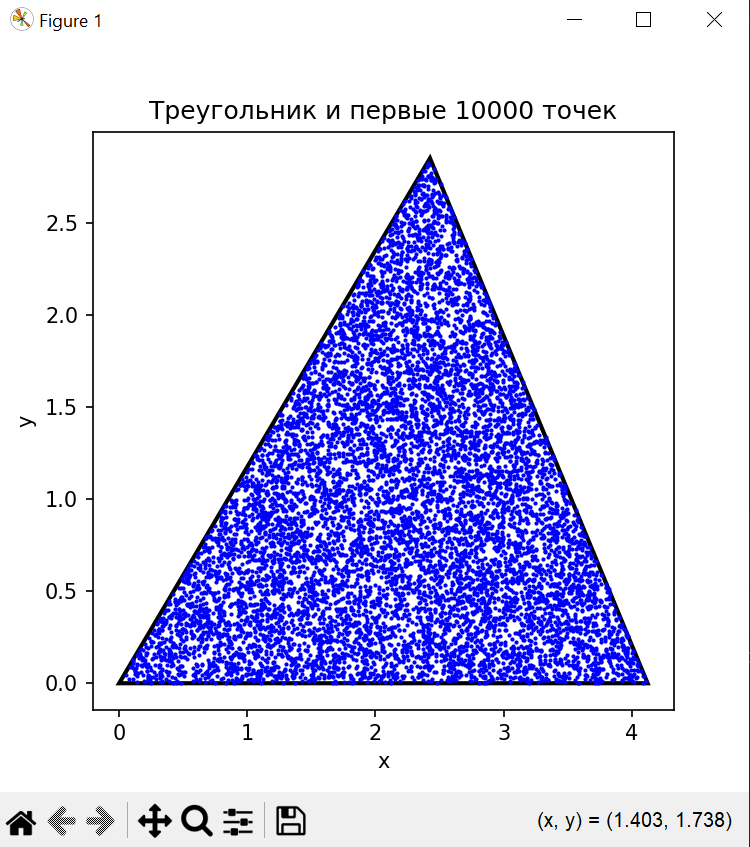 Figure 1
Треугольник и первые 10000 точек
y
2.5
2.0
1.5
1.0
0.5
0.0
0 1 2 3 4
x
(x, y) = (1.403, 1.738)